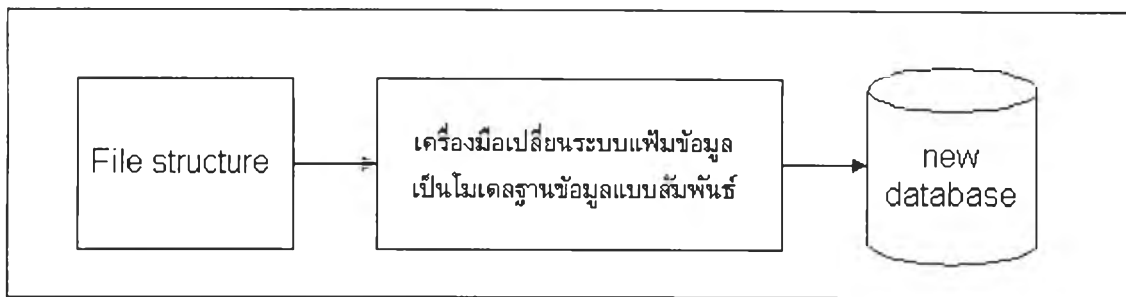 File structure
เครื่องมือเปลี่ยนระบบแฟ้มข้อมูล
เป็นโมเดลฐานข้อมูลแบบสัมพันธ์
new
database